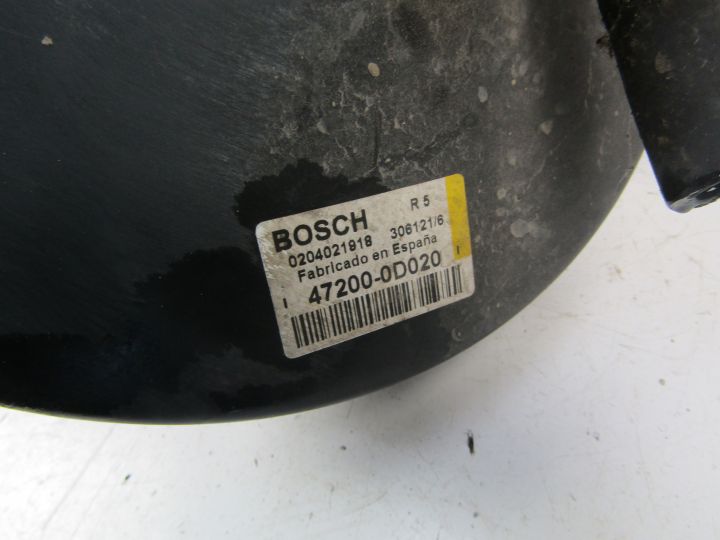 BOSCH R 5
0204021918 306121/6
Fabricado en España
47200-0D020